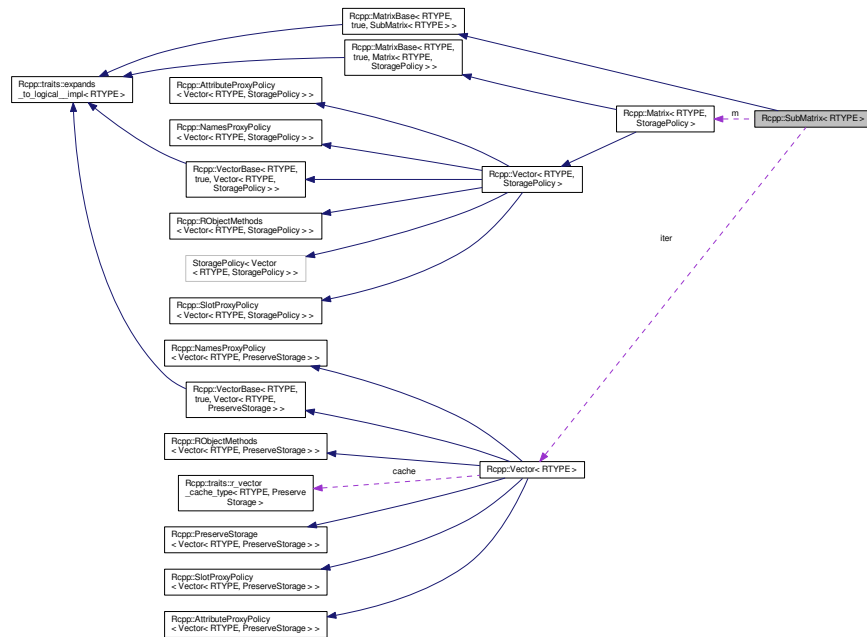 Rcpp::MatrixBase< RTYPE,
true, SubMatrix< RTYPE > >
Rcpp::MatrixBase< RTYPE,
true, Matrix< RTYPE,
StoragePolicy > >
Rcpp::traits::expands
_to_logical__impl< RTYPE >
Rcpp::AttributeProxyPolicy
< Vector< RTYPE, StoragePolicy > >
Rcpp::Matrix< RTYPE,
StoragePolicy >
m
Rcpp::SubMatrix< RTYPE >
Rcpp::NamesProxyPolicy
< Vector< RTYPE, StoragePolicy > >
Rcpp::VectorBase< RTYPE,
true, Vector< RTYPE,
StoragePolicy > >
Rcpp::Vector< RTYPE,
StoragePolicy >
Rcpp::RObjectMethods
< Vector< RTYPE, StoragePolicy > >
iter
StoragePolicy< Vector
< RTYPE, StoragePolicy > >
Rcpp::SlotProxyPolicy
< Vector< RTYPE, StoragePolicy > >
Rcpp::NamesProxyPolicy
< Vector< RTYPE, PreserveStorage > >
Rcpp::VectorBase< RTYPE,
true, Vector< RTYPE,
PreserveStorage > >
Rcpp::RObjectMethods
< Vector< RTYPE, PreserveStorage > >
cache
Rcpp::Vector< RTYPE >
Rcpp::traits::r_vector
_cache_type< RTYPE, Preserve
Storage >
Rcpp::PreserveStorage
< Vector< RTYPE, PreserveStorage > >
Rcpp::SlotProxyPolicy
< Vector< RTYPE, PreserveStorage > >
Rcpp::AttributeProxyPolicy
< Vector< RTYPE, PreserveStorage > >